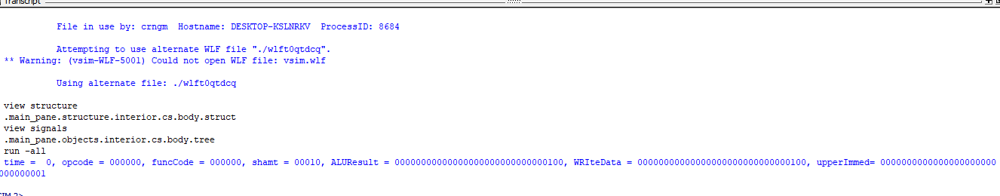 Transcript
File in use by: crngm  Hostname: DESKTOP-KSLNRKV  ProcessID: 8684
Attempting to use alternate WLF file "./wlft0qtdcq".
** Warning: (vsim-WLF-5001) Could not open WLF file: vsim.wlf
Using alternate file: ./wlft0qtdcq
view structure
.main_pane.structure.interior.cs.body.struct
view signals
.main_pane.objects.interior.cs.body.tree
run -all
time =  0, opcode = 000000, funcCode = 000000, shamt = 00010, ALUResult = 00000000000000000000000000000100, WRIteData = 00000000000000000000000000000100, upperImmed= 0000000000000000000000
000000001